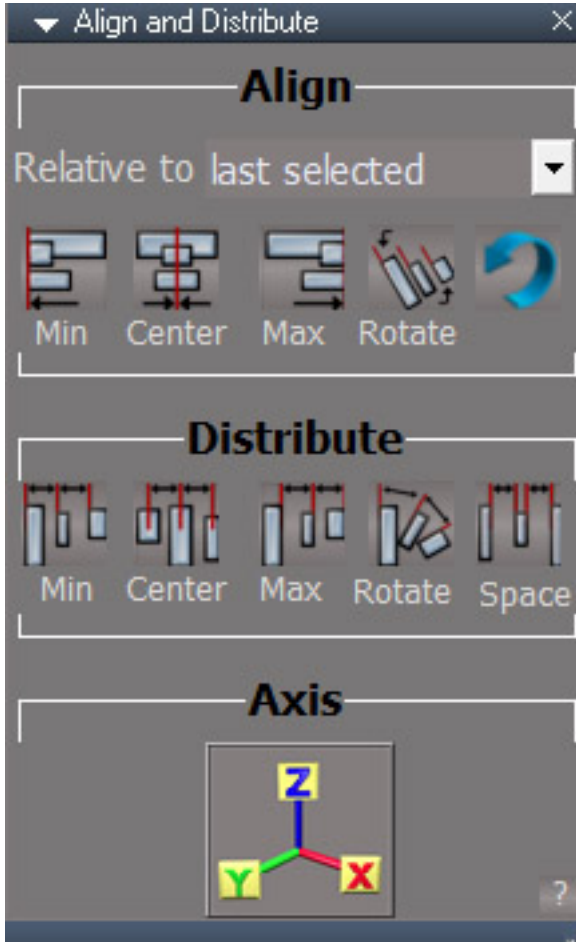 Align and Distribute
Align
Relative to last selected
Min Center Max Rotate
Distribute
Min Center Max Rotate Space
Axis
Z
Y X
?